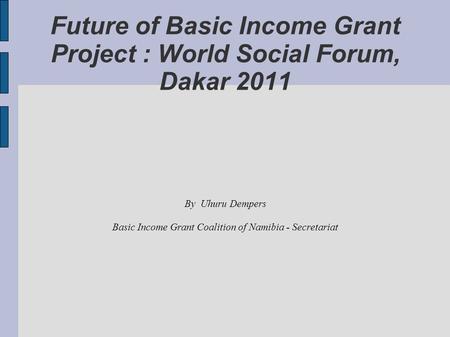 Future of Basic Income Grant
Project : World Social Forum,
Dakar 2011
By Uhuru Dempers
Basic Income Grant Coalition of Namibia - Secretariat